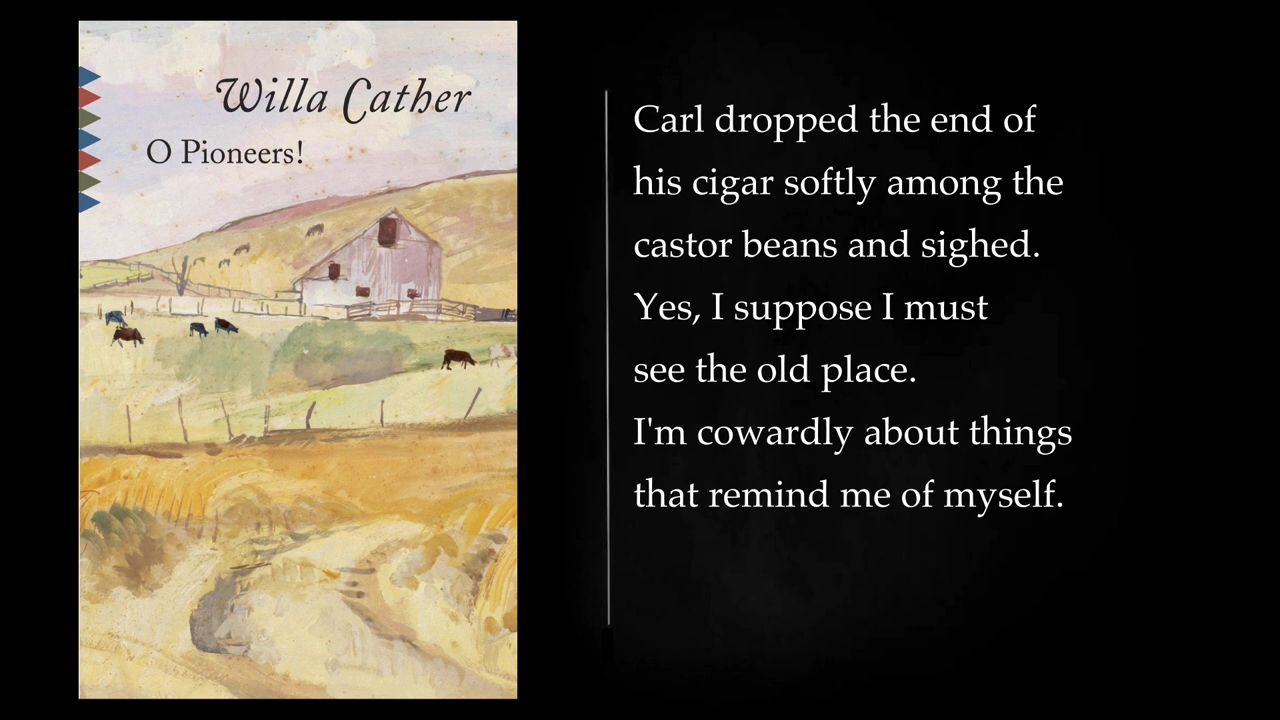 Willa Cather
O Pioneers!
Carl dropped the end of
his cigar softly among the
castor beans and sighed.
Yes, I suppose I must
see the old place.
I'm cowardly about things
that remind me of myself.